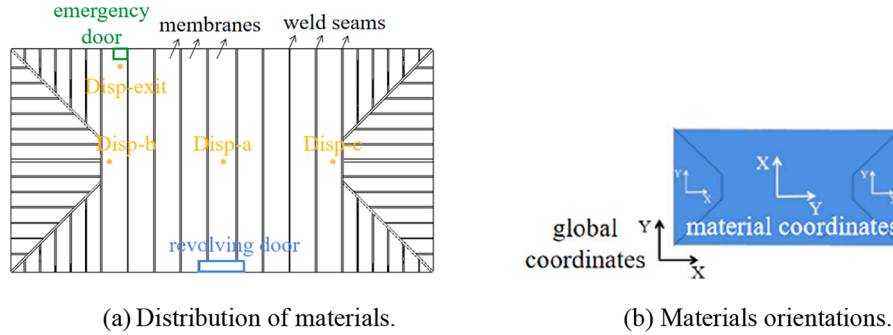 emergency
door
membranes
weld seams
Disp-exit
Disp-b
Disp-a
Disp-c
revolving door
(a) Distribution of materials.
X
Y
Y
X
Y
X
material coordinates
global
coordinates
Y
X
(b) Materials orientations.